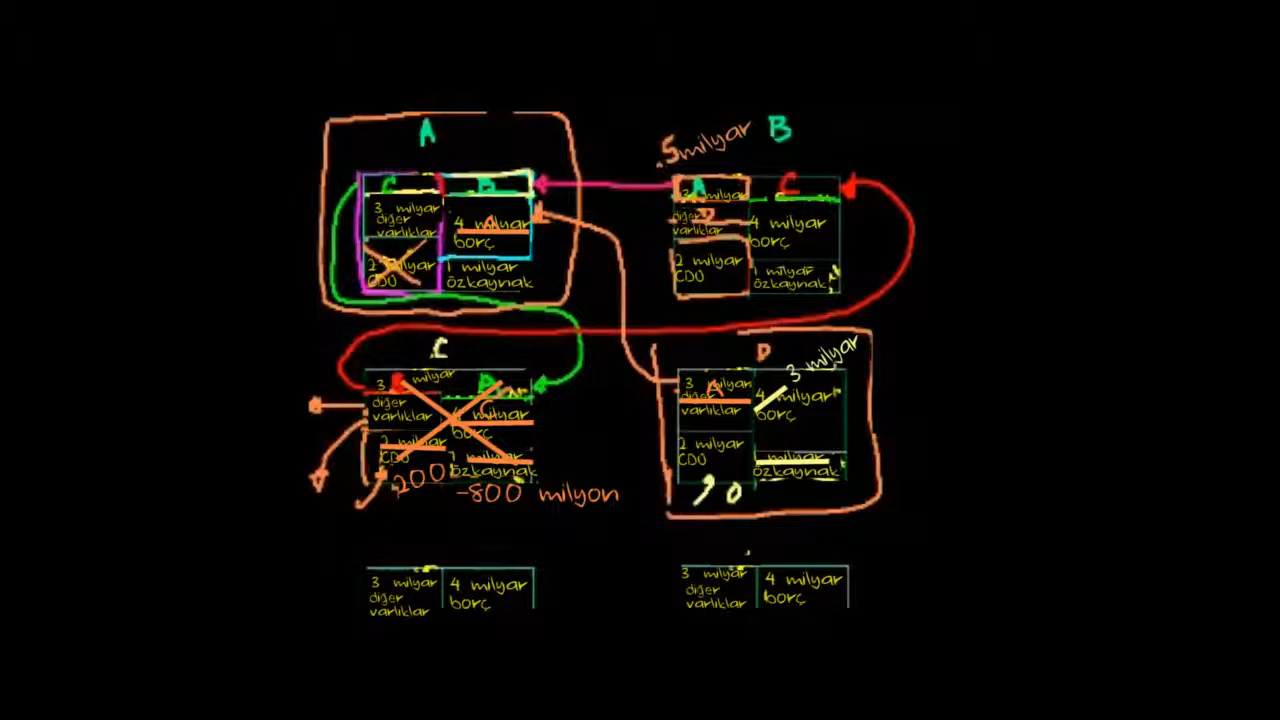 A
C
B
3 milyar
diğer
varlıklar
2 milyar
CDO
A
4 milyar
borç
1 milyar
özkaynak
.5milyar
B
A
3 milyar
D
diğer
varlıklar
2 milyar
CDO
C
4 milyar
borç
1 milyar
özkaynak
C
B
3 milyar
diğer
varlıklar
2 milyar
CDO
200
D
C
4 milyar
borç
1 milyar
özkaynak
-800 milyon
D
A
3 milyar
diğer
varlıklar
2 milyar
CDO
0
3 milyar
4 milyar
borç
özkaynak
3 milyar
diğer
varlıklar
4 milyar
borç
3 milyar
diğer
varlıklar
4 milyar
borç